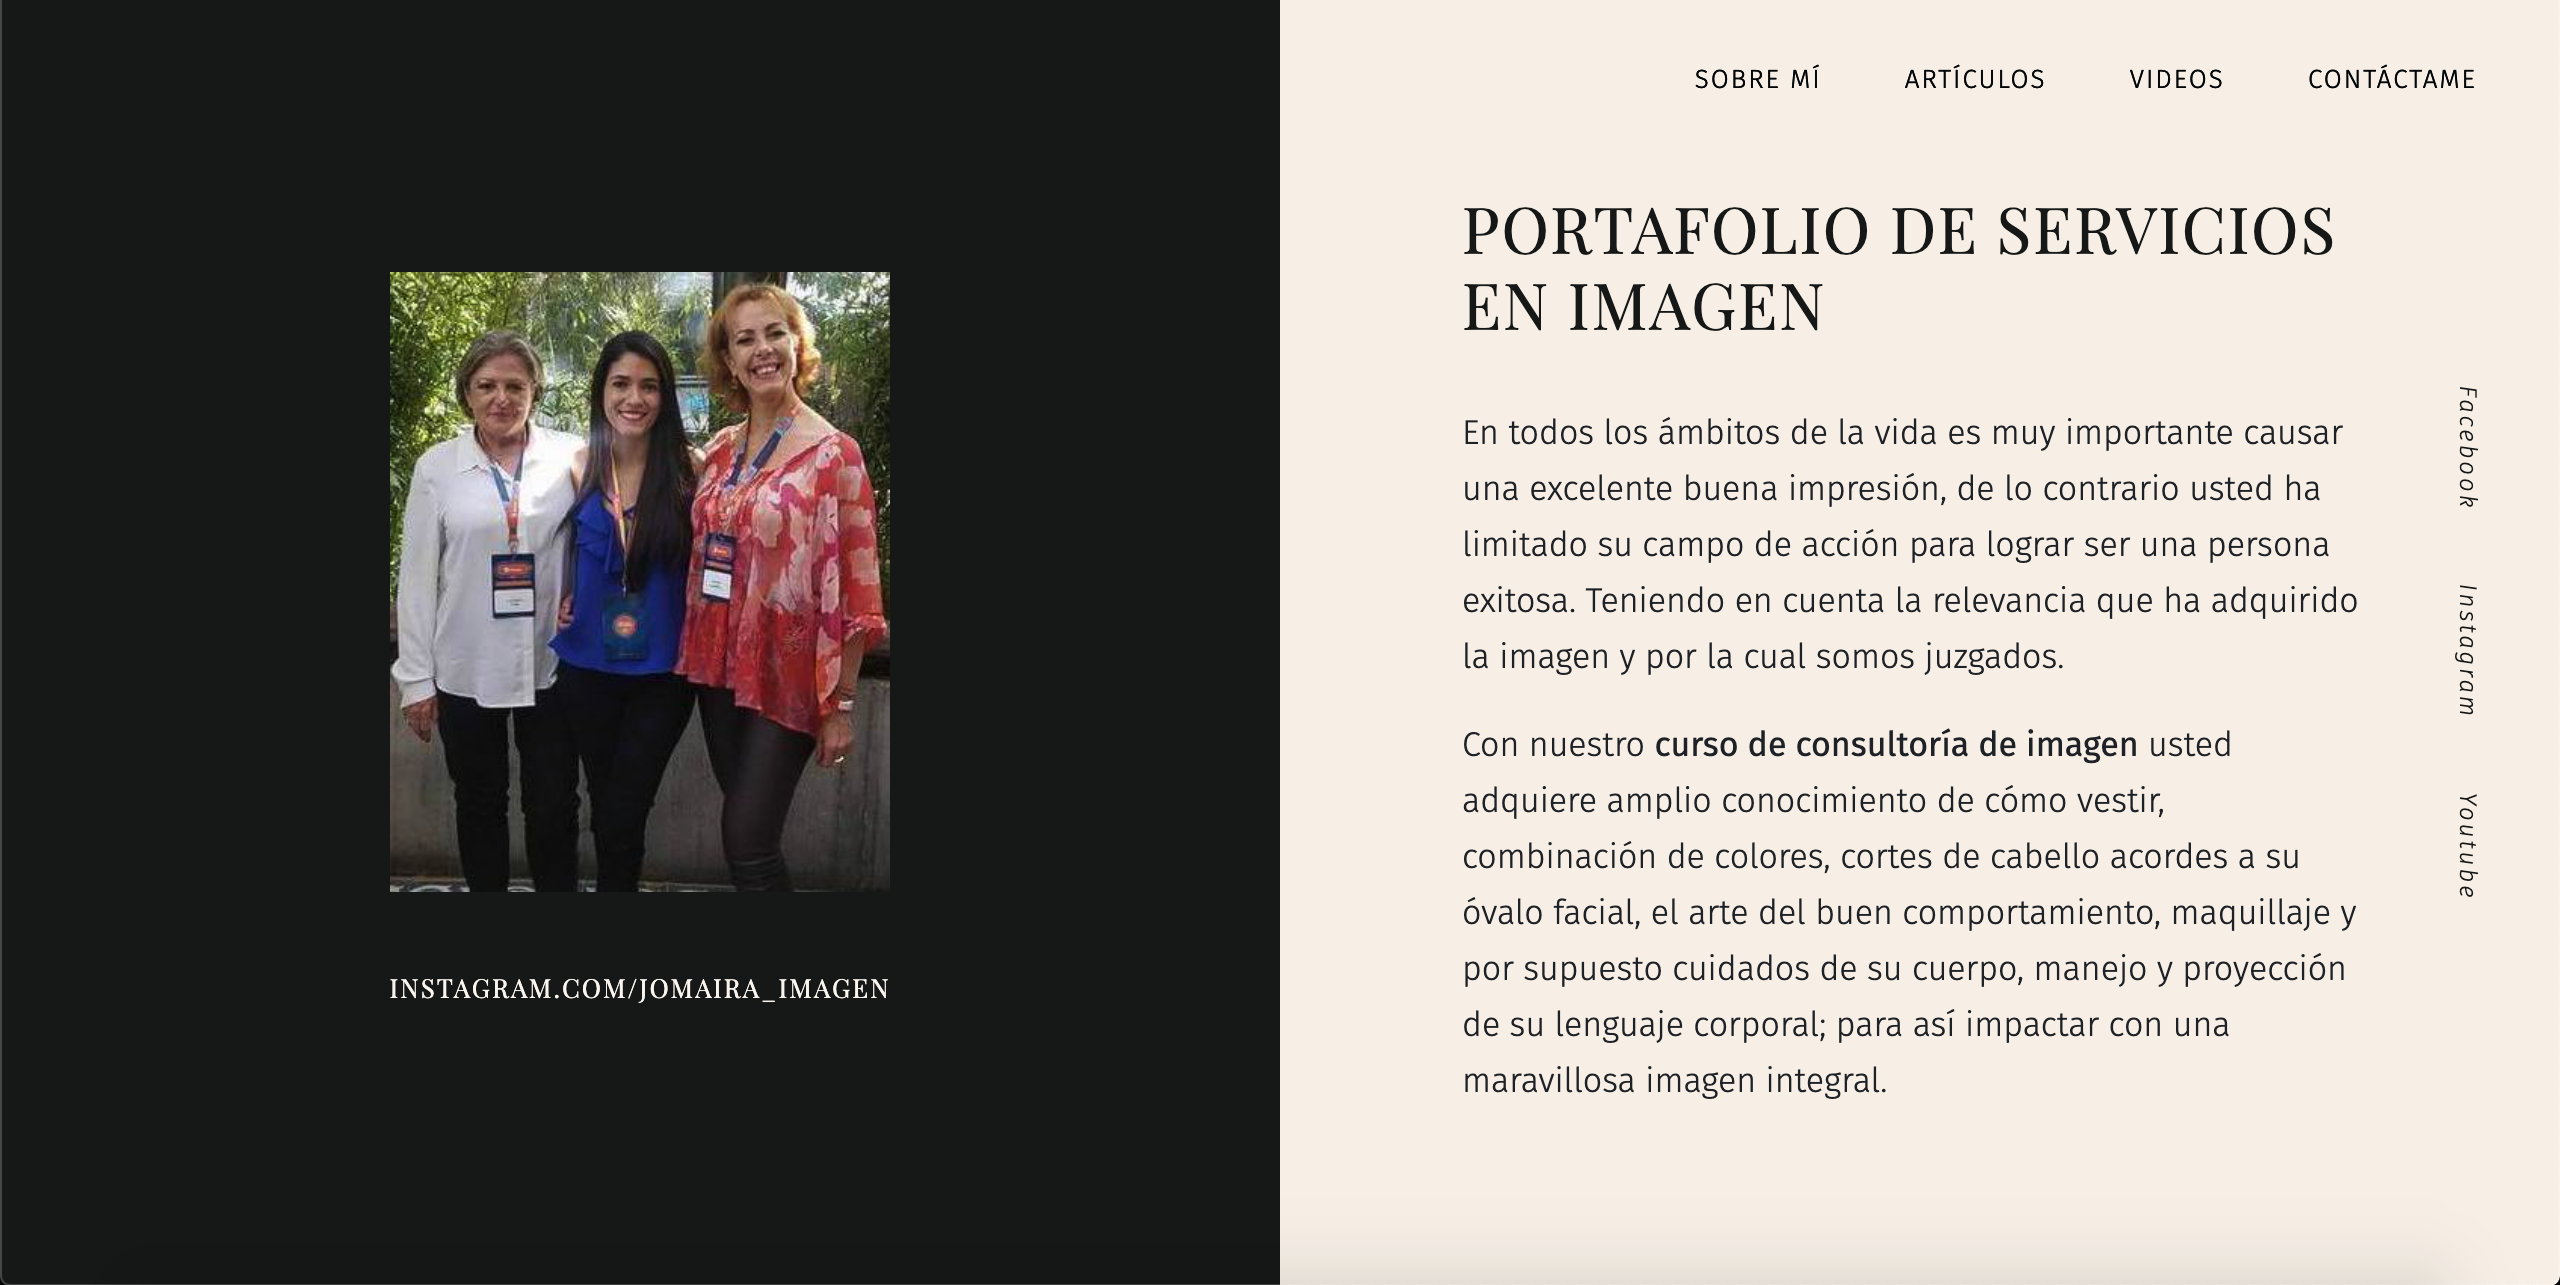 SOBRE MÍ ARTÍCULOS VIDEOS CONTÁCTAME
INSTAGRAM.COM/JOMAIRA_IMAGEN
PORTAFOLIO DE SERVICIOS
EN IMAGEN
En todos los ámbitos de la vida es muy importante causar
una excelente buena impresión, de lo contrario usted ha
limitado su campo de acción para lograr ser una persona
exitosa. Teniendo en cuenta la relevancia que ha adquirido
la imagen y por la cual somos juzgados.
Con nuestro curso de consultoría de imagen usted
adquiere amplio conocimiento de cómo vestir,
combinación de colores, cortes de cabello acordes a su
óvalo facial, el arte del buen comportamiento, maquillaje y
por supuesto cuidados de su cuerpo, manejo y proyección
de su lenguaje corporal; para así impactar con una
maravillosa imagen integral.
Facebook
Instagram
Youtube